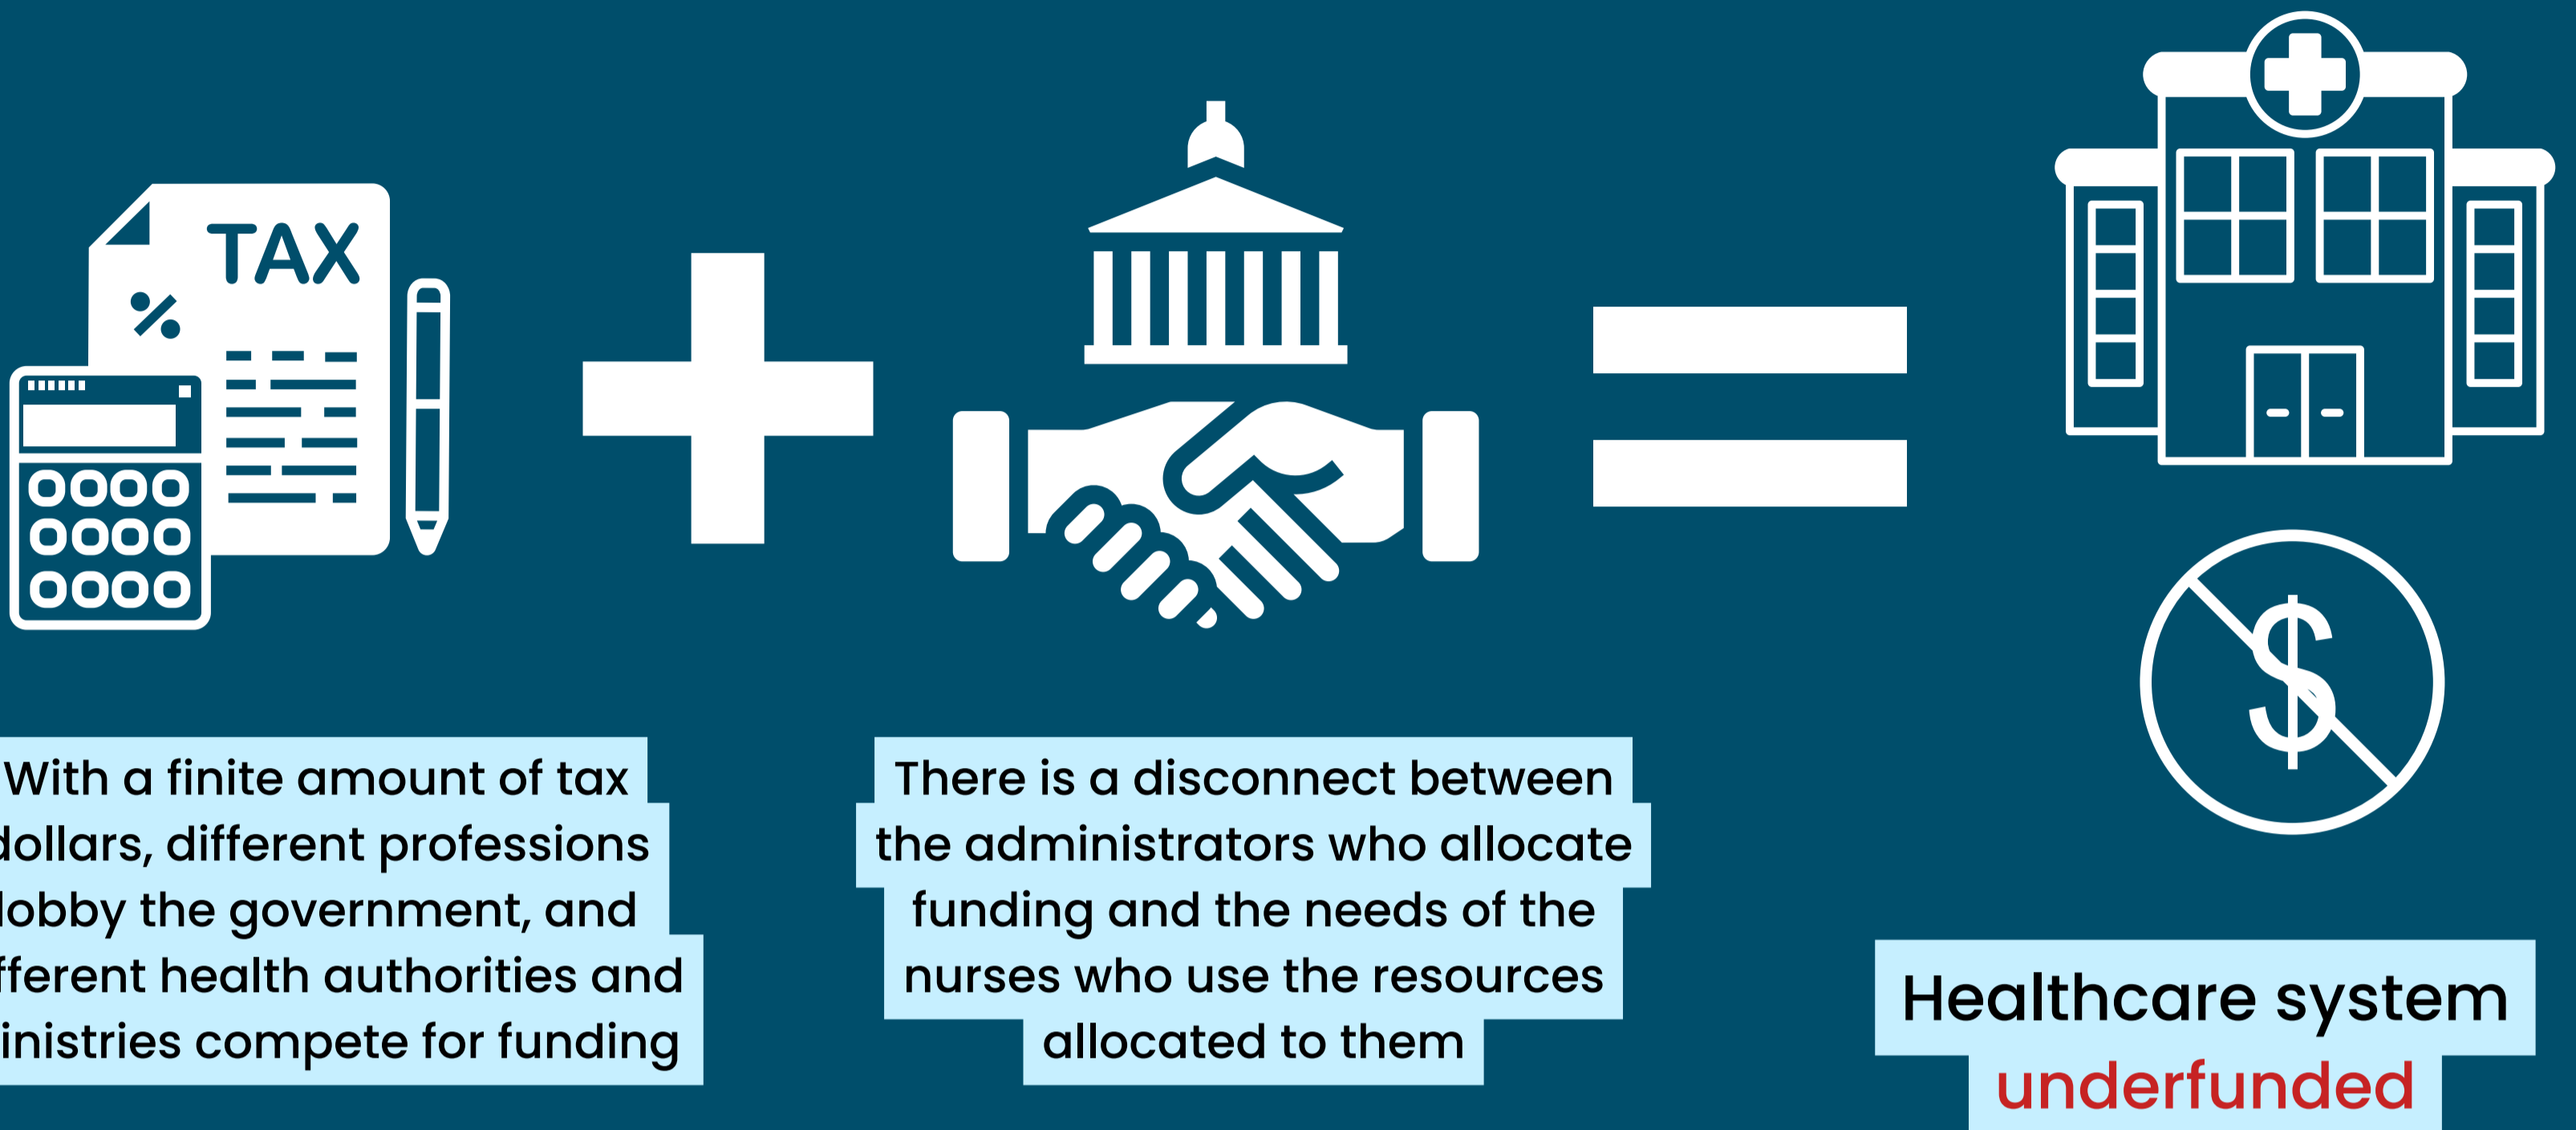 TAX
%
With a finite amount of tax
dollars, different professions
lobby the government, and
fferent health authorities and
inistries compete for funding
There is a disconnect between
the administrators who allocate
funding and the needs of the
nurses who use the resources
allocated to them
$
Healthcare system
underfunded